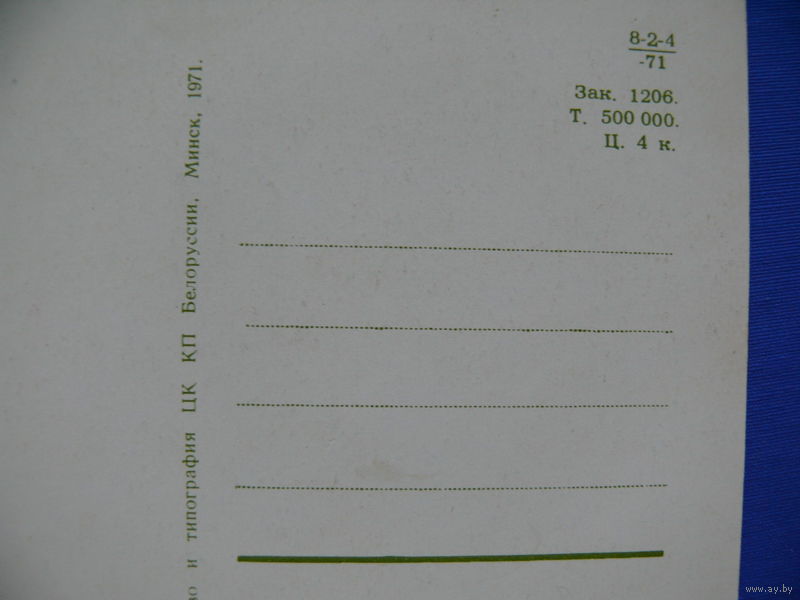 8-2-4
-71
Зак. 1206.
Т. 500 000.
Ц. 4 к.
и типография ЦК КП Белоруссии, Минск, 1971.
www.ay.by